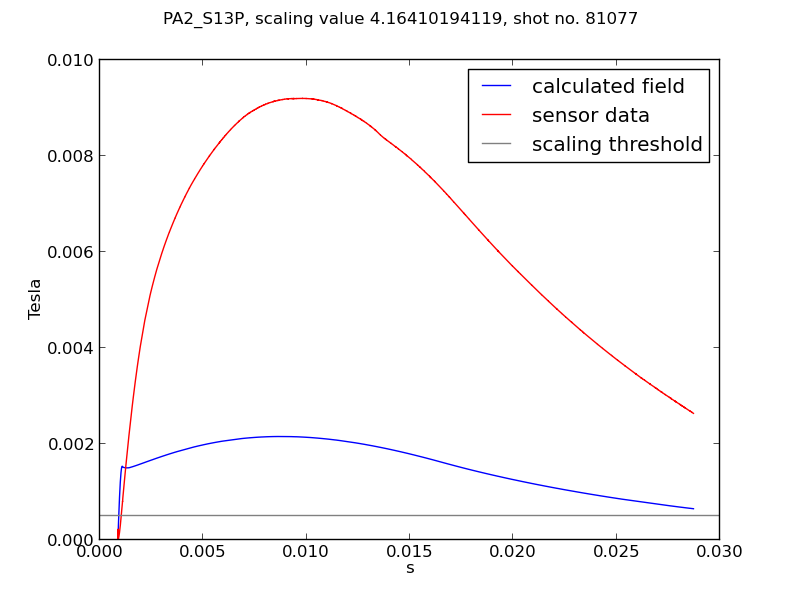 PA2_S13P, scaling value 4.16410194119, shot no. 81077
0.010
0.008
0.006
0.004
0.002
0.000
Tesla
calculated field
sensor data
scaling threshold
0.000
0.005
0.010
0.015
0.020
0.025
0.030
s